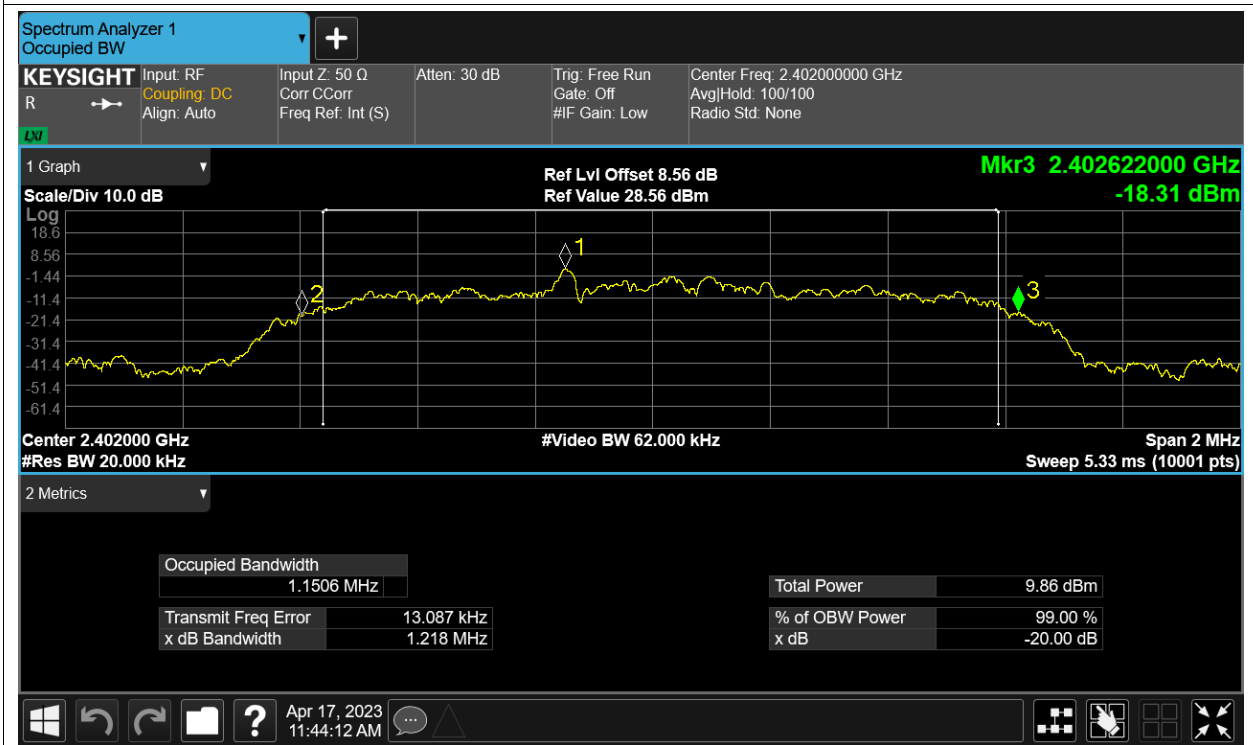 Spectrum Analyzer 1
Occupied BW
KEYSIGHT
R
LXI
Input: RF
Coupling: DC
Align: Auto
Input Z: 50 Ω
Corr CCorr
Freq Ref: Int (S)
Atten: 30 dB
Trig: Free Run
Gate: Off
#IF Gain: Low
Center Freq: 2.402000000 GHz
Avg|Hold: 100/100
Radio Std: None
1 Graph
Scale/Div 10.0 dB
Ref Lvl Offset 8.56 dB
Ref Value 28.56 dBm
Mkr3 2.402622000 GHz
-18.31 dBm
Log
18.6
8.56
-1.44
-11.4
-21.4
-31.4
-41.4
-51.4
-61.4
1
2
3
Center 2.402000 GHz
#Video BW 62.000 kHz
Span 2 MHz
#Res BW 20.000 kHz
Sweep 5.33 ms (10001 pts)
2 Metrics
Occupied Bandwidth
1.1506 MHz
Total Power 9.86 dBm
Transmit Freq Error 13.087 kHz
% of OBW Power 99.00 %
x dB Bandwidth 1.218 MHz
x dB -20.00 dB
?
Apr 17, 2023
11:44:12 AM